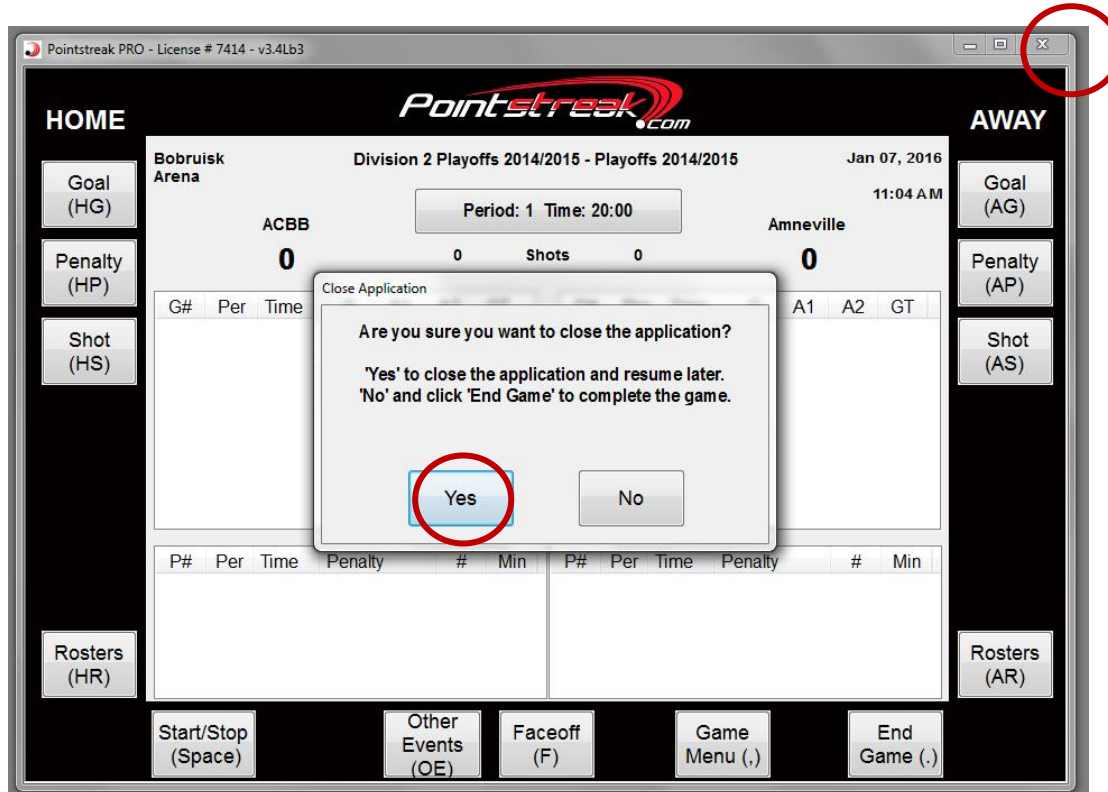 Pointstreak PRO - License # 7414 - v3.4Lb3
HOME
Pointstreak.com
AWAY
Bobruisk
Arena
Division 2 Playoffs 2014/2015 - Playoffs 2014/2015
Jan 07, 2016
11:04 AM
Goal
(HG)
Period: 1 Time: 20:00
Goal
(AG)
ACBB
Amneville
0
0 Shots 0
0
Penalty
(HP)
Penalty
(AP)
Close Application
G# Per Time
A1 A2 GT
Shot
(HS)
Are you sure you want to close the application?
'Yes' to close the application and resume later.
'No' and click 'End Game' to complete the game.
Shot
(AS)
Yes No
P# Per Time Penalty # Min P# Per Time Penalty # Min
Rosters
(HR)
Rosters
(AR)
Start/Stop
(Space)
Other
Events
(OE)
Faceoff
(F)
Game
Menu (,)
End
Game (.)